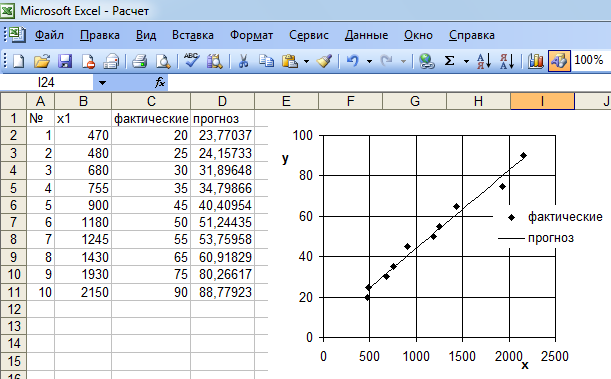 Microsoft Excel - Расчет
Файл Правка Вид Вставка Формат Сервис Данные Окно Справка
ABC Σ А Я Я А 100%
I24 fx
A B C D E F G H I J
1 № x1 фактические прогноз
2 1 470 20 23,77037
3 2 480 25 24,15733
4 3 680 30 31,89648
5 4 755 35 34,79866
6 5 900 45 40,40954
7 6 1180 50 51,24435
8 7 1245 55 53,75958
9 8 1430 65 60,91829
10 9 1930 75 80,26617
11 10 2150 90 88,77923
12
13
14
15
16
y
100
80
60
40
20
0
0 500 1000 1500 2000 2500
x
фактические
прогноз